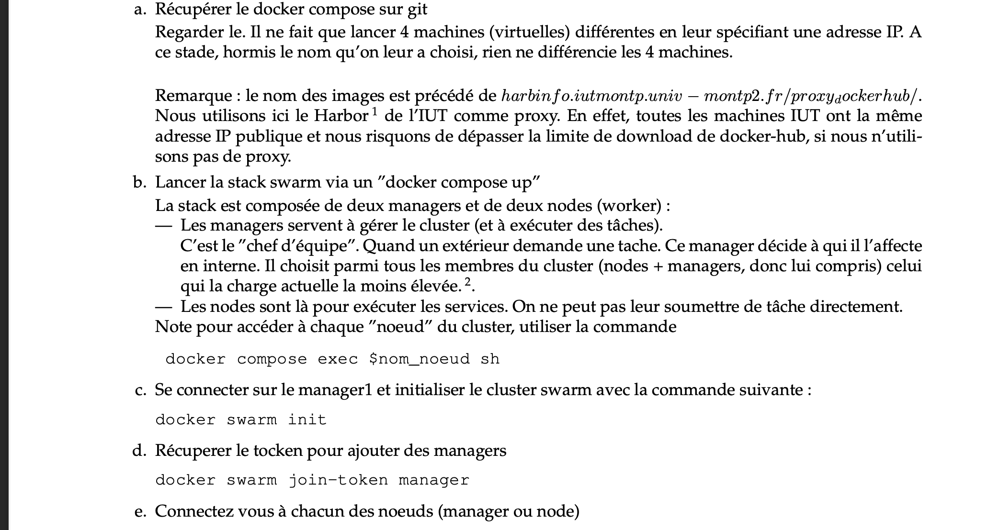 a. Récupérer le docker compose sur git
Regarder le. Il ne fait que lancer 4 machines (virtuelles) différentes en leur spécifiant une adresse IP. A
ce stade, hormis le nom qu'on leur a choisi, rien ne différencie les 4 machines.
Remarque : le nom des images est précédé de harbinfo.iutmontp.univ − montp2.fr/proxy_dockerhub/.
Nous utilisons ici le Harbor 1 de l'IUT comme proxy. En effet, toutes les machines IUT ont la même
adresse IP publique et nous risquons de dépasser la limite de download de docker-hub, si nous n'utili-
sons pas de proxy.
b. Lancer la stack swarm via un "docker compose up"
La stack est composée de deux managers et de deux nodes (worker) :
— Les managers servent à gérer le cluster (et à exécuter des tâches).
C'est le "chef d'équipe". Quand un extérieur demande une tache. Ce manager décide à qui il l'affecte
en interne. Il choisit parmi tous les membres du cluster (nodes + managers, donc lui compris) celui
qui la charge actuelle la moins élevée. 2.
— Les nodes sont là pour exécuter les services. On ne peut pas leur soumettre de tâche directement.
Note pour accéder à chaque "noeud" du cluster, utiliser la commande
docker compose exec $nom_noeud sh
c. Se connecter sur le manager1 et initialiser le cluster swarm avec la commande suivante :
docker swarm init
d. Récuperer le tocken pour ajouter des managers
docker swarm join-token manager
e. Connectez vous à chacun des noeuds (manager ou node)